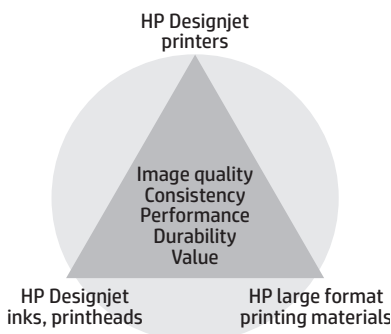 HP Designjet
printers
Image quality
Consistency
Performance
Durability
Value
HP Designjet
inks, printheads
HP large format
printing materials